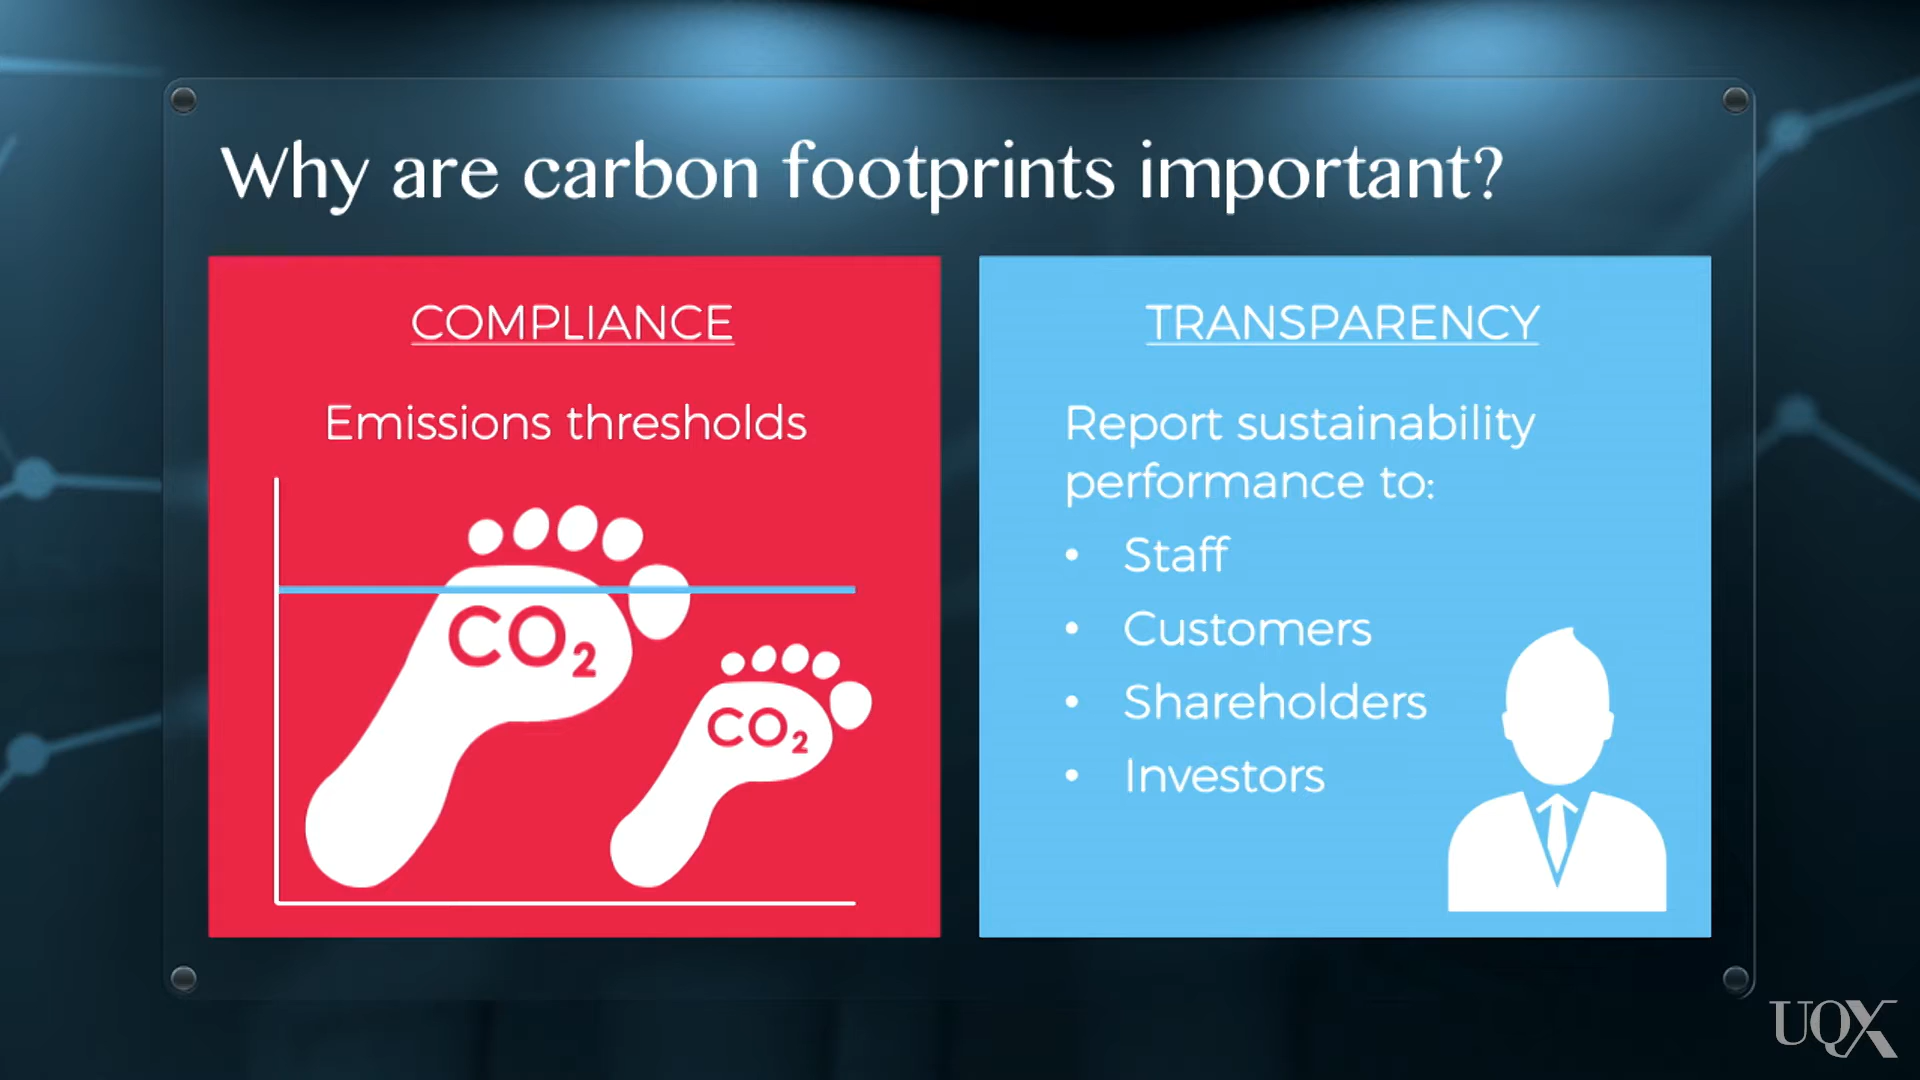 Why are carbon footprints important?
COMPLIANCE
Emissions thresholds
CO₂
CO₂
TRANSPARENCY
Report sustainability
performance to:
• Staff
• Customers
• Shareholders
• Investors
UQX